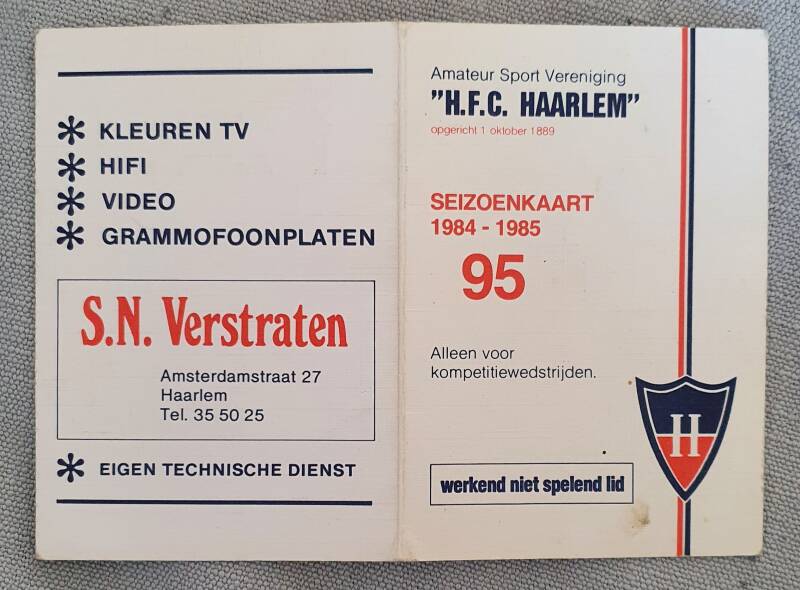 KLEUREN TV
HIFI
VIDEO
GRAMMOFOONPLATEN
S.N. Verstraten
Amsterdamstraat 27
Haarlem
Tel. 35 50 25
EIGEN TECHNISCHE DIENST
Amateur Sport Vereniging
"H.F.C. HAARLEM"
opgericht 1 oktober 1889
SEIZOENKAART
1984 - 1985
95
Alleen voor
kompetitiewedstrijden.
werkend niet spelend lid
H